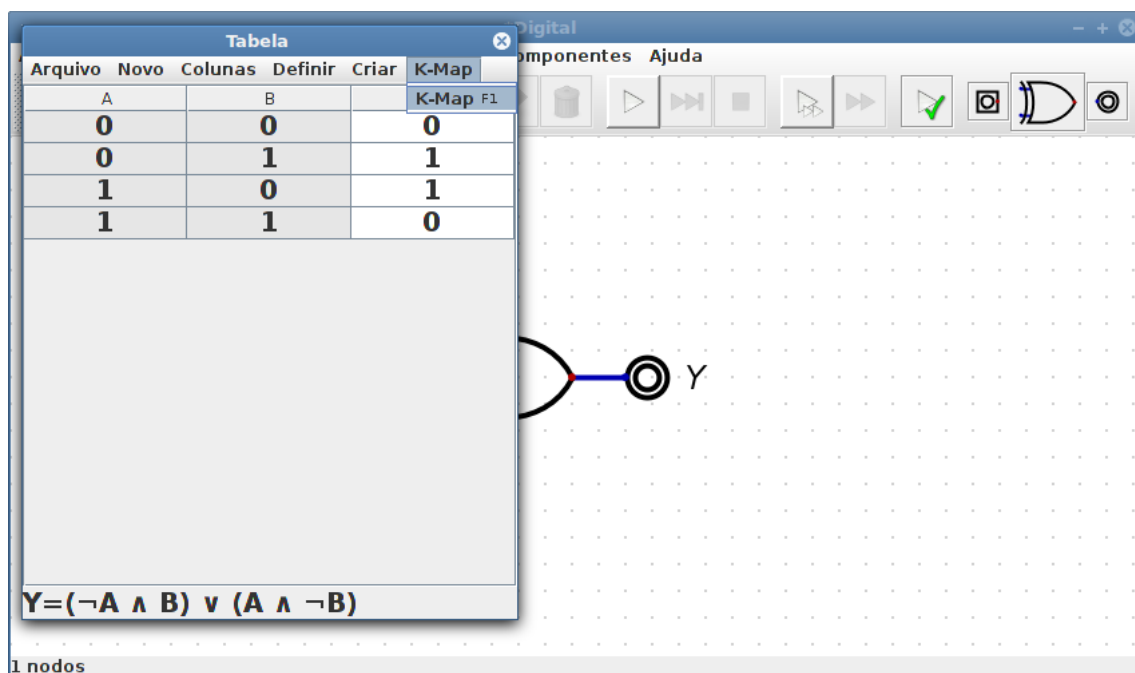 Digital
Tabela
Componentes Ajuda
Arquivo Novo Colunas Definir Criar K-Map
A B K-Map F1
0 0 0
0 1 1
1 0 1
1 1 0
Y
Y=(¬A ∧ B) ∨ (A ∧ ¬B)
1 nodos